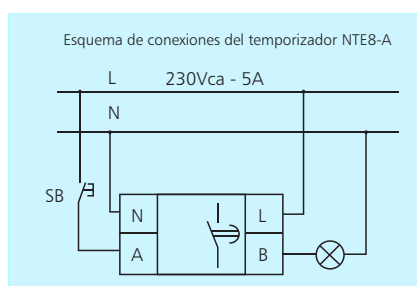 Esquema de conexiones del temporizador NTE8-A
L 230Vca - 5A
N
SB
N L
A B